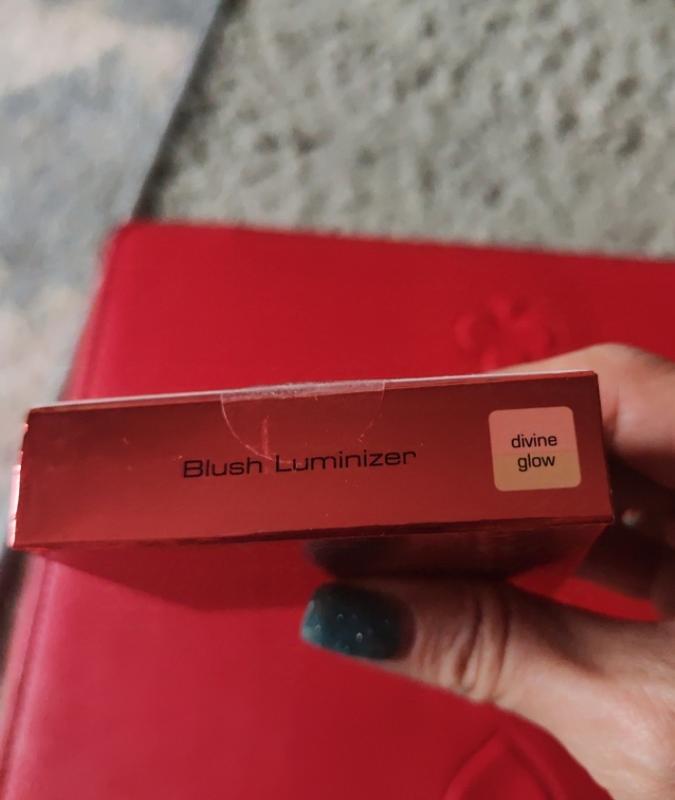 Blush Luminizer
divine
glow